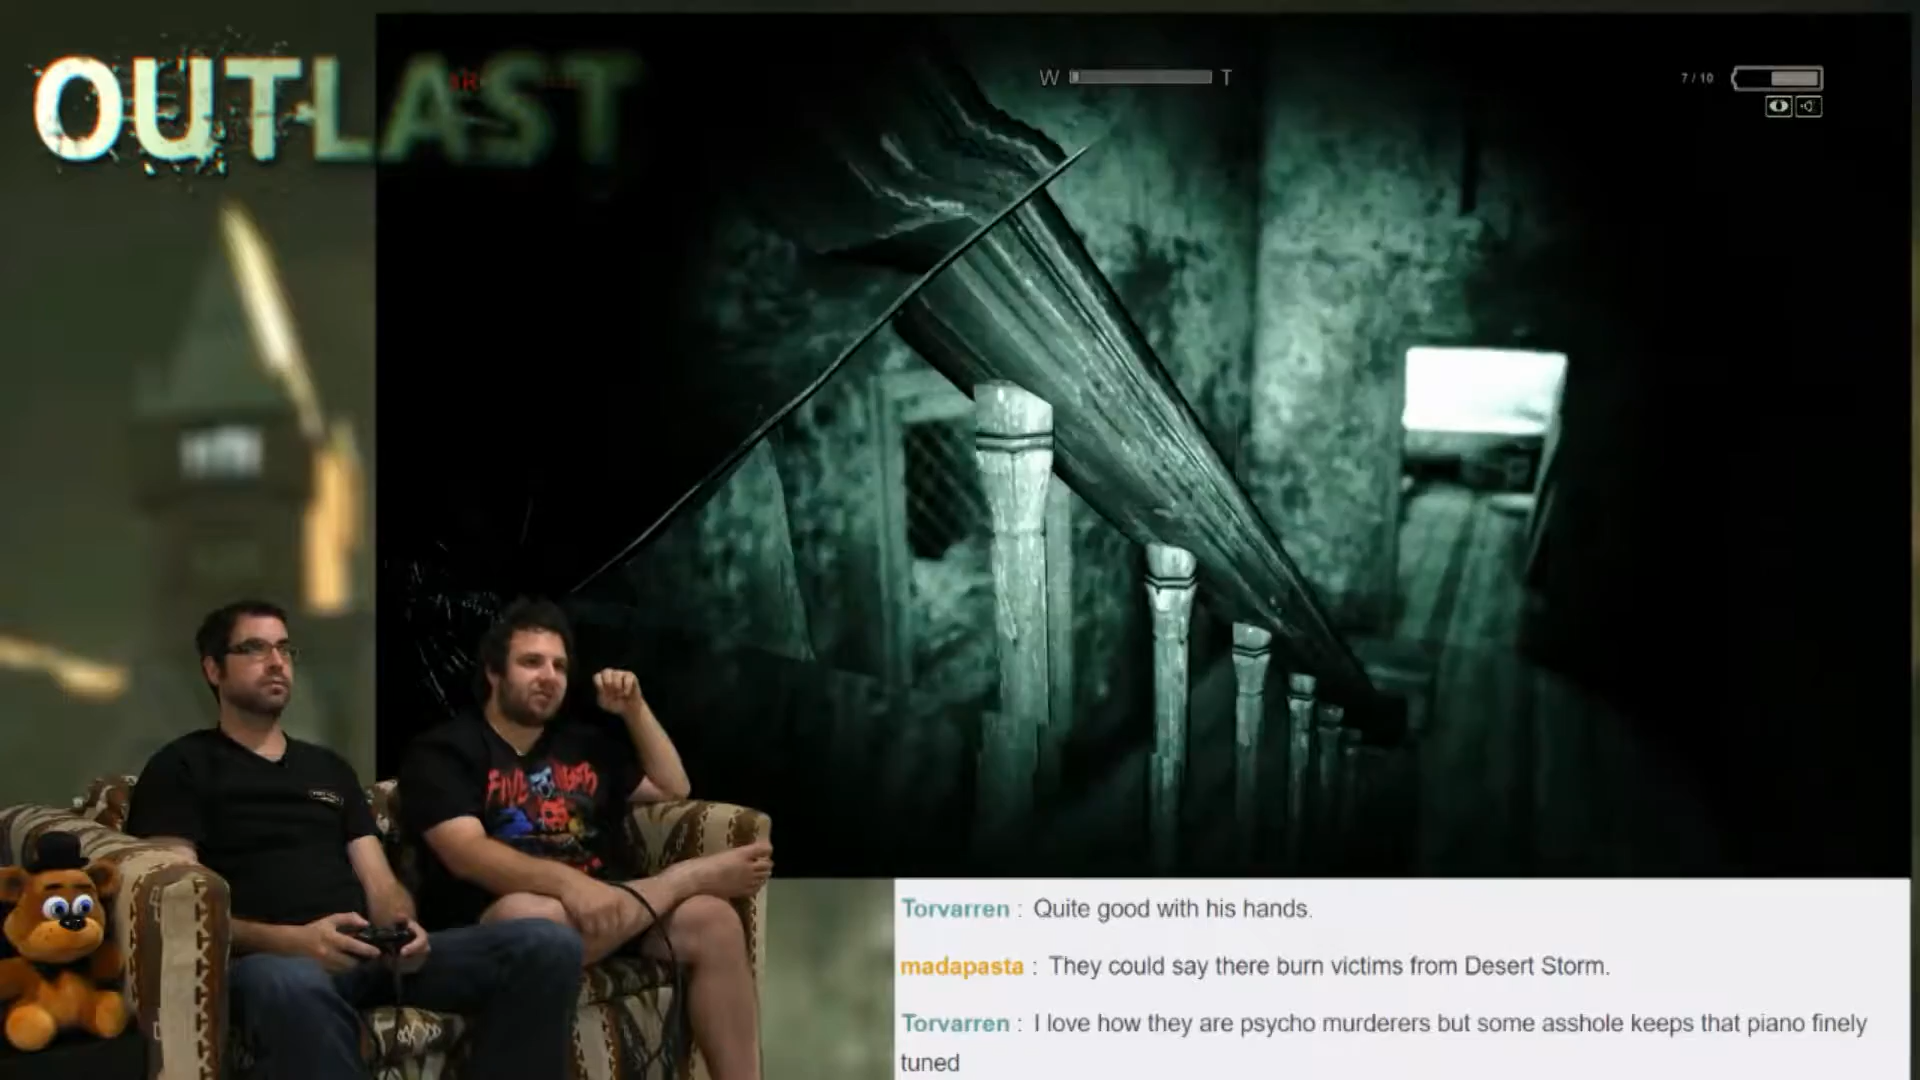 OUTLAST
W T
7 / 10
Torvarren : Quite good with his hands.
madapasta : They could say there burn victims from Desert Storm.
Torvarren : I love how they are psycho murderers but some asshole keeps that piano finely
tuned